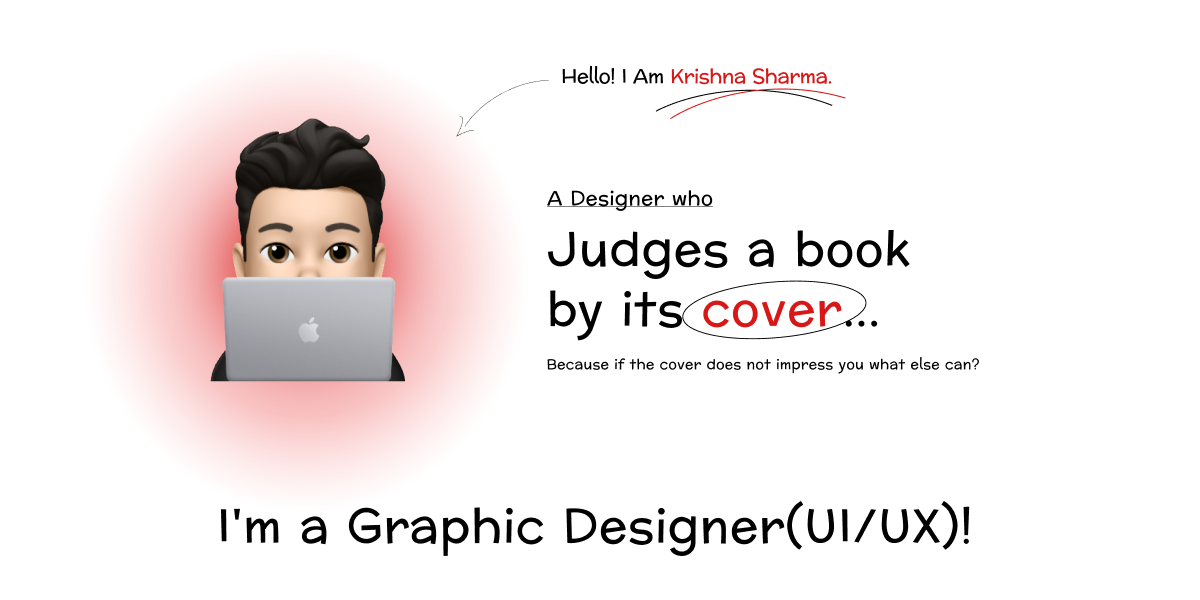 Hello! I Am Krishna Sharma.
A Designer who
Judges a book
by its cover...
Because if the cover does not impress you what else can?
I'm a Graphic Designer(UI/UX)!